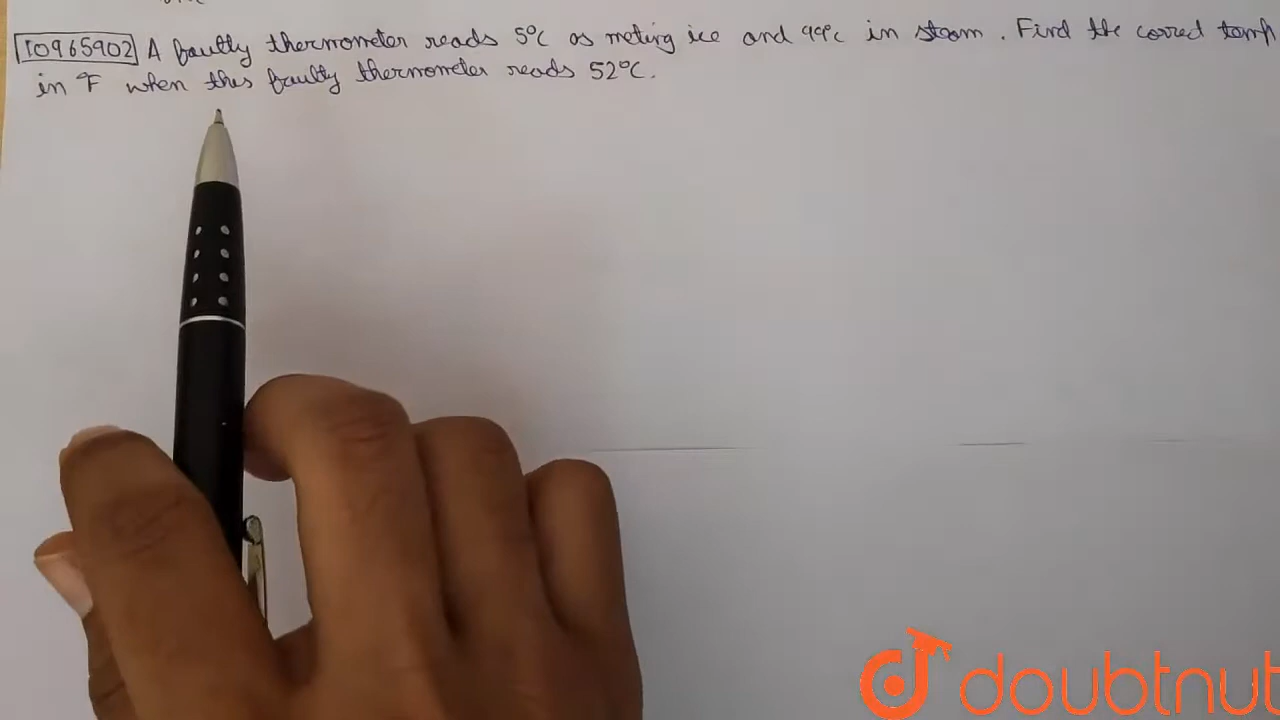 10965902 A faulty thermometer reads 5°C as melting ice and 99°C in steam. Find the correct temp
in °F when this faulty thermometer reads 52°C.
doubtnut